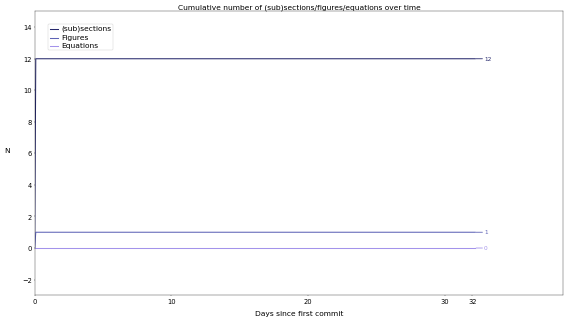 Cumulative number of (sub)sections/figures/equations over time
(sub)sections
Figures
Equations
14
12
10
8
6
4
2
0
−2
N
12
1
0
0
10
20
30
32
Days since first commit